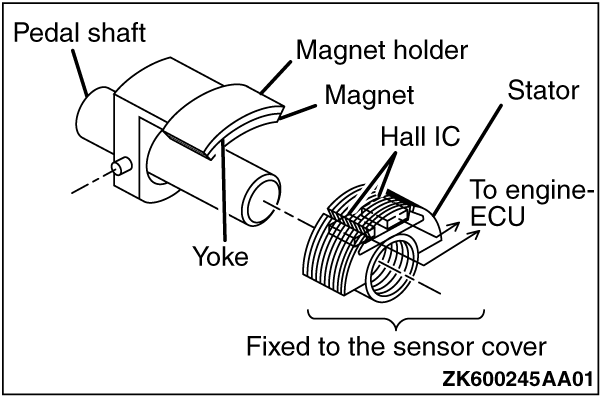 Pedal shaft
Magnet holder
Magnet
Stator
Hall IC
To engine-
ECU
Yoke
Fixed to the sensor cover
ZK600245AA01